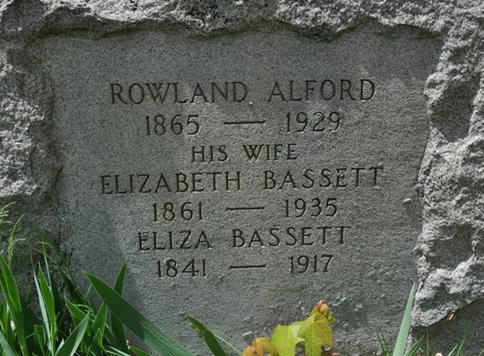 ROWLAND ALFORD
1865 — 1929
HIS WIFE
ELIZABETH BASSETT
1861 — 1935
ELIZA BASSETT
1841 — 1917